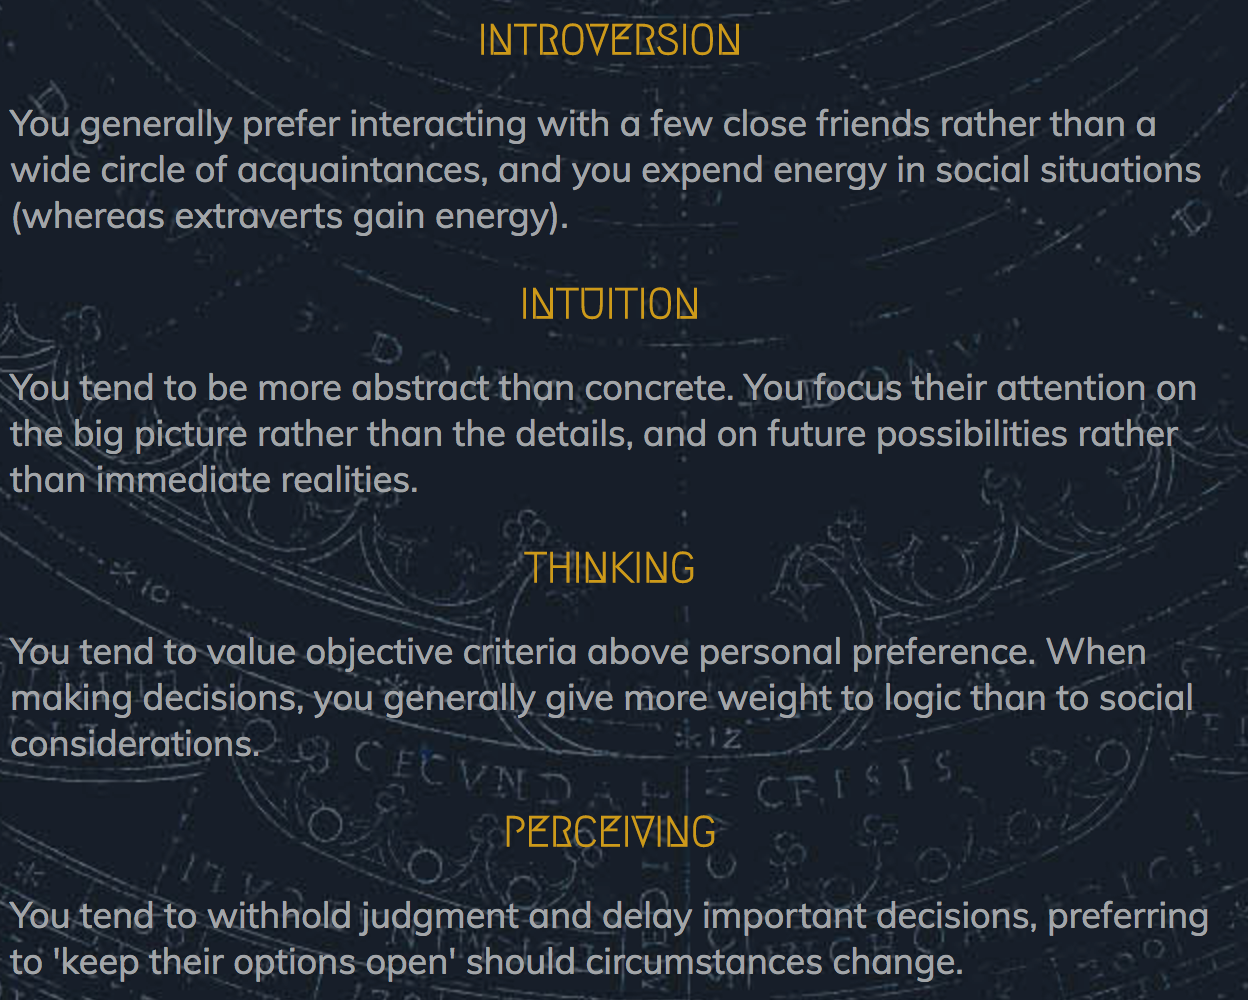 INTROVERSION
You generally prefer interacting with a few close friends rather than a
wide circle of acquaintances, and you expend energy in social situations
(whereas extraverts gain energy).
INTUITION
You tend to be more abstract than concrete. You focus their attention on
the big picture rather than the details, and on future possibilities rather
than immediate realities.
THINKING
You tend to value objective criteria above personal preference. When
making decisions, you generally give more weight to logic than to social
considerations.
*12
CECVNDA CRISIS
PERCEIVING
You tend to withhold judgment and delay important decisions, preferring
to 'keep their options open' should circumstances change.